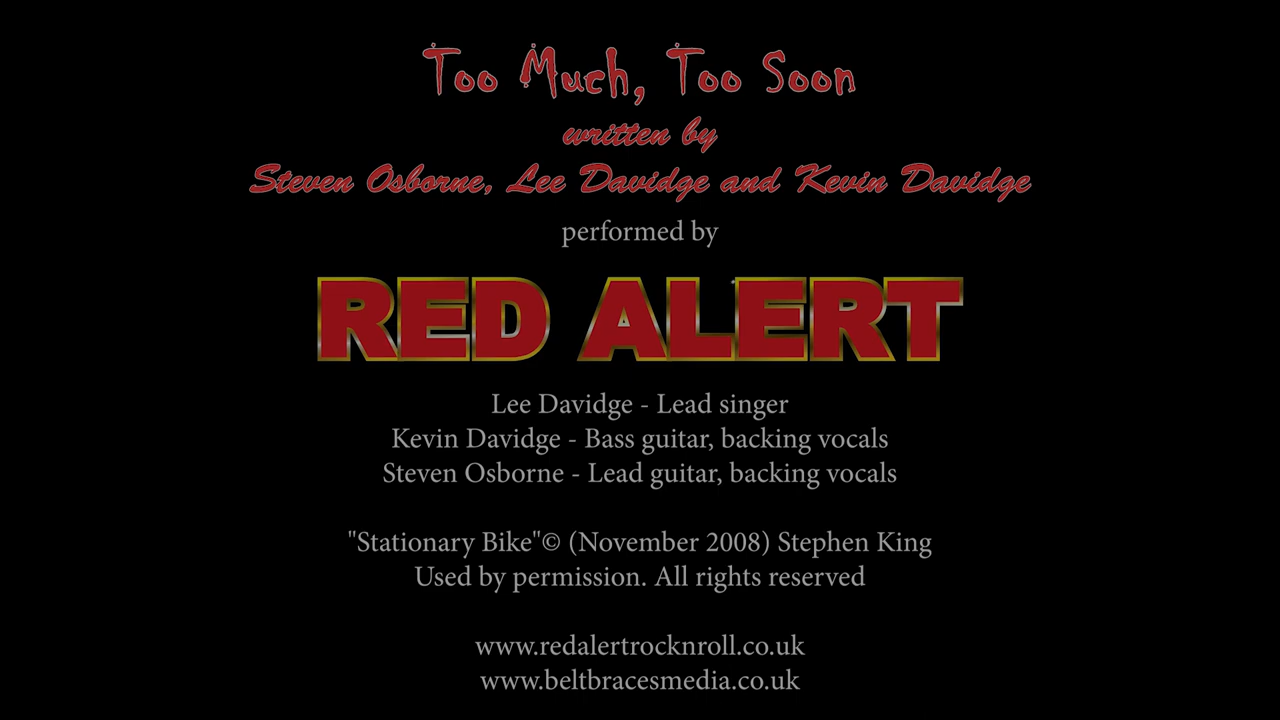 Too Much, Too Soon
written by
Steven Osborne, Lee Davidge and Kevin Davidge
performed by
RED ALERT
Lee Davidge - Lead singer
Kevin Davidge - Bass guitar, backing vocals
Steven Osborne - Lead guitar, backing vocals
"Stationary Bike"© (November 2008) Stephen King
Used by permission. All rights reserved
www.redalertrocknroll.co.uk
www.beltbracesmedia.co.uk